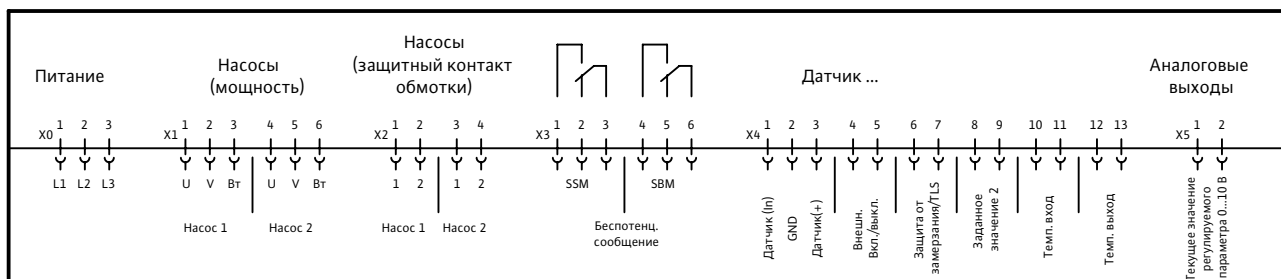 Питание
Насосы
(мощность)
Насосы
(защитный контакт
обмотки)
Датчик ...
Аналоговые
выходы
X0 1 2 3
X1 1 2 3 4 5 6
X2 1 2 3 4
X3 1 2 3 4 5 6
X4 1 2 3 4 5 6 7 8 9 10 11 12 13
X5 1 2
L1 L2 L3
U V Вт U V Вт
1 2 1 2
SSM SBM
Насос 1 Насос 2
Насос 1 Насос 2
Беспотенц.
сообщение
Датчик (In)
GND
Датчик(+)
Внешн.
Вкл./выкл.
Защита от
замерзания/TLS
Заданное
значение 2
Темп. вход
Темп. выход
Текущее значение
регулируемого
параметра 0...10 В